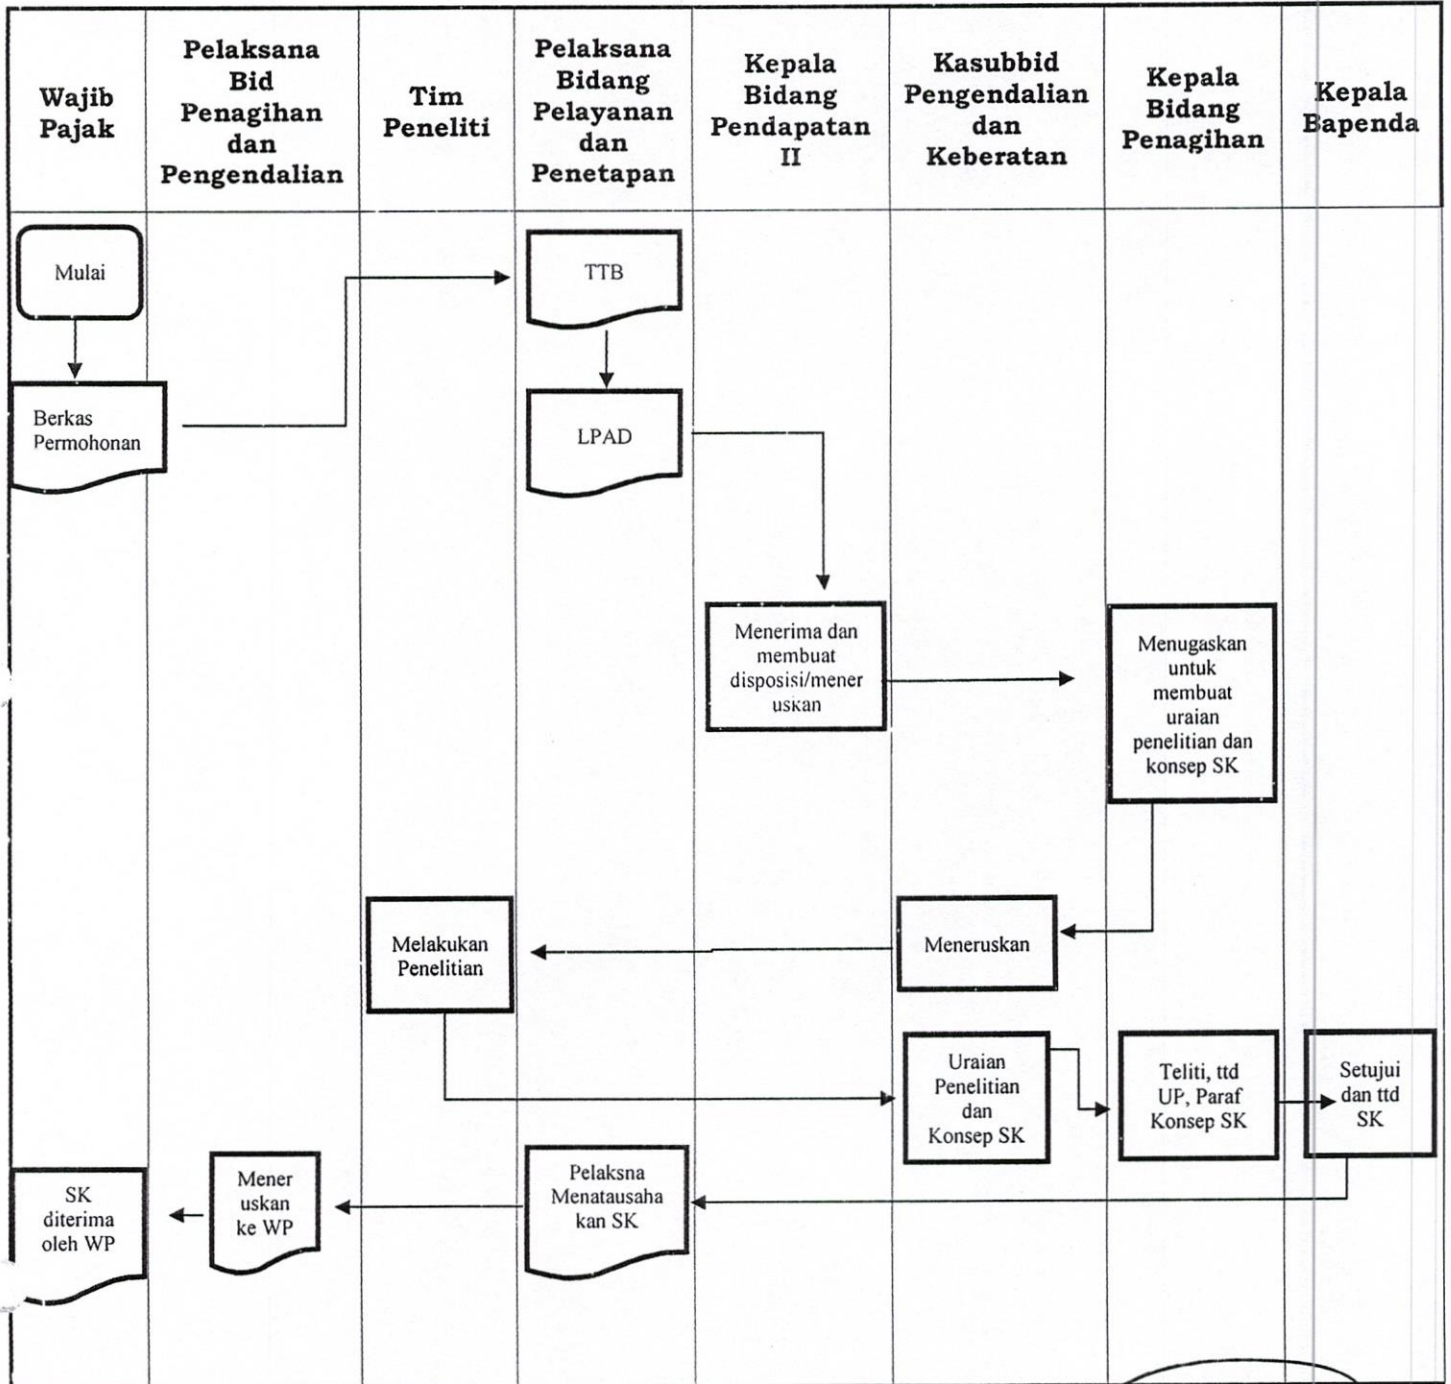 Wajib
Pajak
Pelaksana
Bid
Penagihan
dan
Pengendalian
Tim
Peneliti
Pelaksana
Bidang
Pelayanan
dan
Penetapan
Kepala
Bidang
Pendapatan
II
Kasubbid
Pengendalian
dan
Keberatan
Kepala
Bidang
Penagihan
Kepala
Bapenda
Mulai
TTB
Berkas
Permohonan
LPAD
Menerima dan
membuat
disposisi/mener
uskan
Menugaskan
untuk
membuat
uraian
penelitian dan
konsep SK
Melakukan
Penelitian
Meneruskan
Uraian
Penelitian
dan
Konsep SK
Teliti, ttd
UP, Paraf
Konsep SK
Setujui
dan ttd
SK
SK
diterima
oleh WP
Mener
uskan
ke WP
Pelaksna
Menatausaha
kan SK